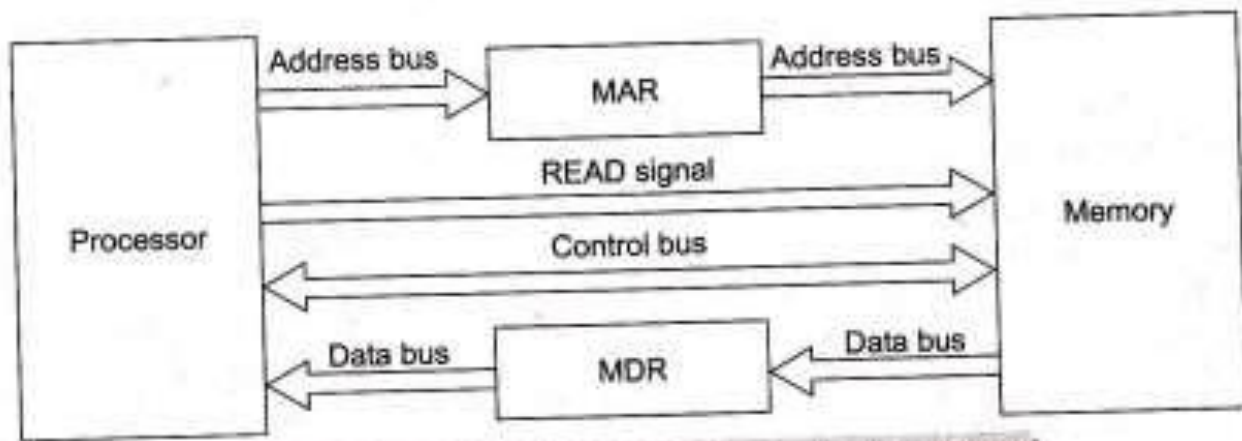 Address bus
MAR
Address bus
READ signal
Processor
Memory
Control bus
Data bus
MDR
Data bus